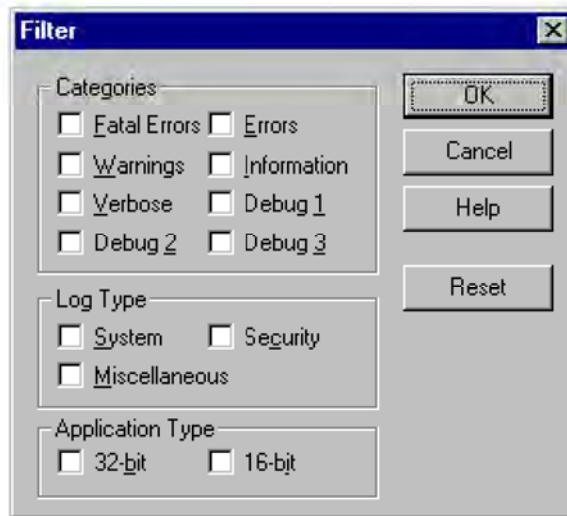 Filter
Categories
Fatal Errors Errors
Warnings Information
Verbose Debug 1
Debug 2 Debug 3
Log Type
System Security
Miscellaneous
Application Type
32-bit 16-bit
OK
Cancel
Help
Reset